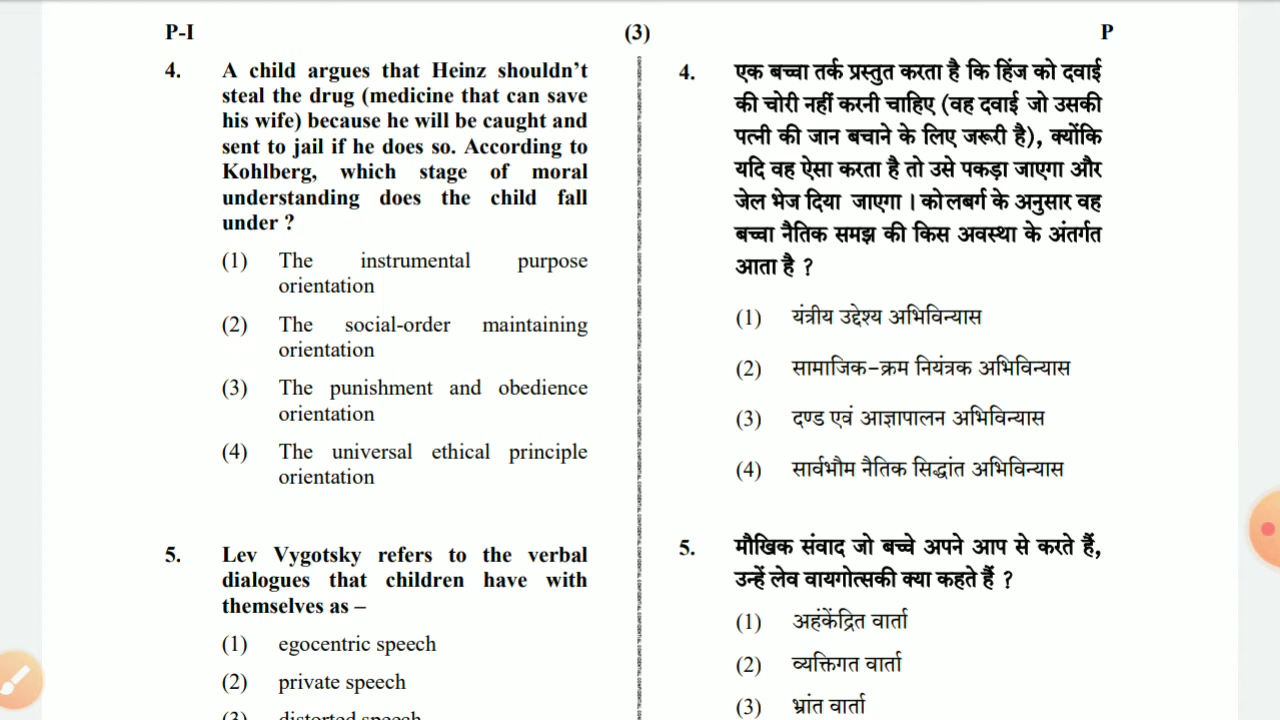 P-I (3) P
4. A child argues that Heinz shouldn't
steal the drug (medicine that can save
his wife) because he will be caught and
sent to jail if he does so. According to
Kohlberg, which stage of moral
understanding does the child fall
under ?
(1) The instrumental purpose
orientation
(2) The social-order maintaining
orientation
(3) The punishment and obedience
orientation
(4) The universal ethical principle
orientation
5. Lev Vygotsky refers to the verbal
dialogues that children have with
themselves as –
(1) egocentric speech
(2) private speech
(3) distorted speech
4. एक बच्चा तर्क प्रस्तुत करता है कि हिंज को दवाई
की चोरी नहीं करनी चाहिए (वह दवाई जो उसकी
पत्नी की जान बचाने के लिए जरूरी है), क्योंकि
यदि वह ऐसा करता है तो उसे पकड़ा जाएगा और
जेल भेज दिया जाएगा । कोलबर्ग के अनुसार वह
बच्चा नैतिक समझ की किस अवस्था के अंतर्गत
आता है ?
(1) यंत्रीय उद्देश्य अभिविन्यास
(2) सामाजिक-क्रम नियंत्रक अभिविन्यास
(3) दण्ड एवं आज्ञापालन अभिविन्यास
(4) सार्वभौम नैतिक सिद्धांत अभिविन्यास
5. मौखिक संवाद जो बच्चे अपने आप से करते हैं,
उन्हें लेव वायगोत्सकी क्या कहते हैं ?
(1) अहंकेंद्रित वार्ता
(2) व्यक्तिगत वार्ता
(3) भ्रांत वार्ता